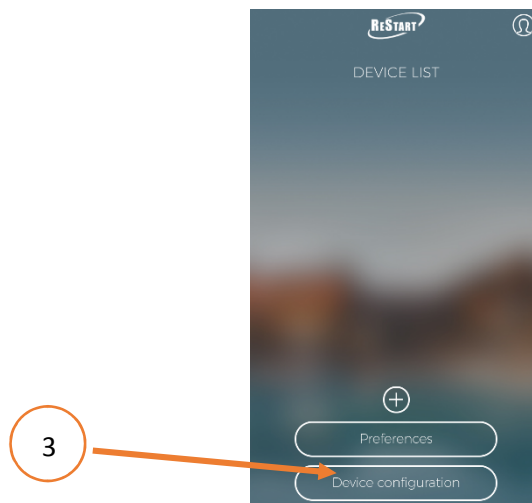 ReStart
DEVICE LIST
Preferences
3
Device configuration